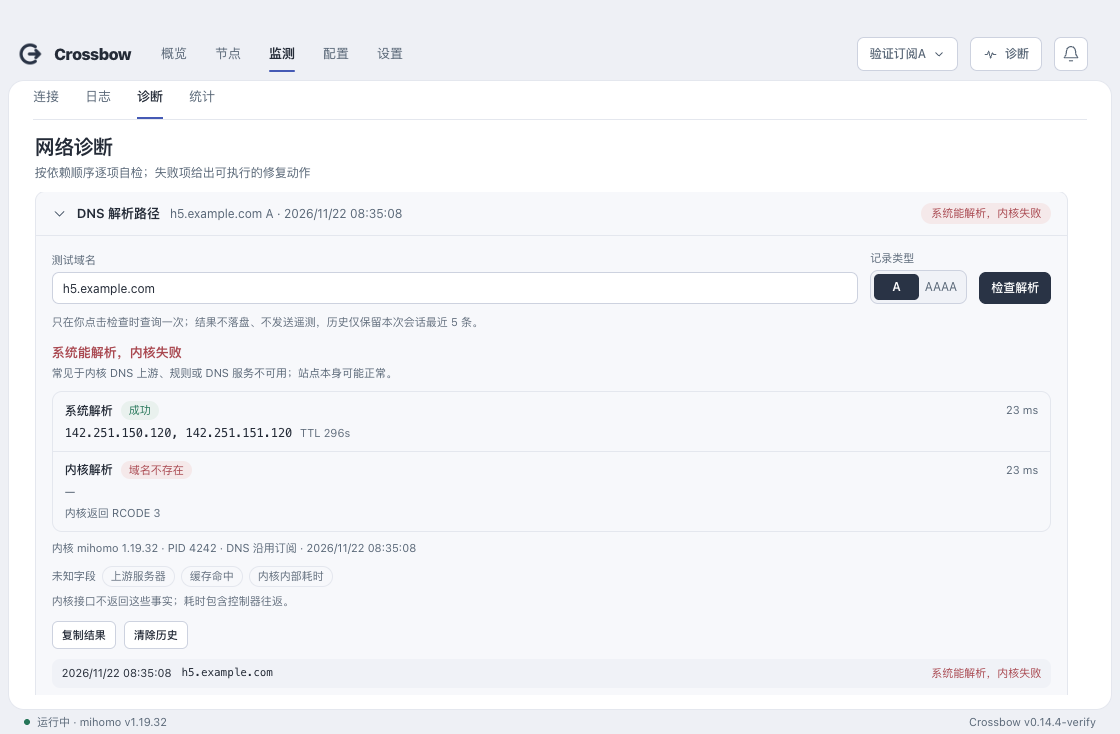 Crossbow 概览 节点 监测 配置 设置 验证订阅A 诊断
连接 日志 诊断 统计
网络诊断
按依赖顺序逐项自检；失败项给出可执行的修复动作
DNS 解析路径 h5.example.com A · 2026/11/22 08:35:08 系统能解析，内核失败
测试域名 记录类型
h5.example.com A AAAA 检查解析
只在你点击检查时查询一次；结果不落盘、不发送遥测，历史仅保留本次会话最近 5 条。
系统能解析，内核失败
常见于内核 DNS 上游、规则或 DNS 服务不可用；站点本身可能正常。
系统解析 成功 23 ms
142.251.150.120, 142.251.151.120 TTL 296s
内核解析 域名不存在 23 ms
—
内核返回 RCODE 3
内核 mihomo 1.19.32 · PID 4242 · DNS 沿用订阅 · 2026/11/22 08:35:08
未知字段 上游服务器 缓存命中 内核内部耗时
内核接口不返回这些事实；耗时包含控制器往返。
复制结果 清除历史
2026/11/22 08:35:08 h5.example.com 系统能解析，内核失败
运行中 · mihomo v1.19.32 Crossbow v0.14.4-verify